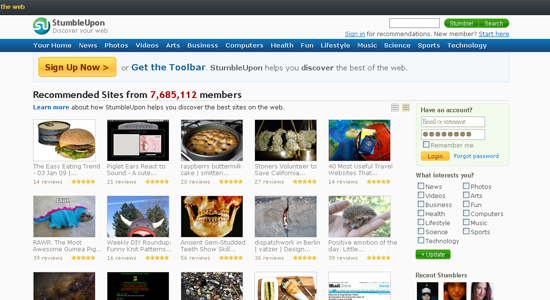 the web
StumbleUpon
Discover your web
Stumble! Search
Sign in for recommendations. New member? Start here
Your Home News Photos Videos Arts Business Computers Health Fun Lifestyle Music Science Sports Technology
Sign Up Now > or Get the Toolbar. StumbleUpon helps you discover the best of the web.
Recommended Sites from 7,685,112 members
Learn more about how StumbleUpon helps you discover the best sites on the web.
The Easy Eating Trend - 03 Jan 09 |...
14 reviews
Piglet Ears React to Sound - A cute...
21 reviews
raspberry buttermilk cake | smitten...
20 reviews
Stoners Volunteer to Save California...
27 reviews
40 Most Useful Travel Websites That...
14 reviews
RAWR. The Most Awesome Guinea Pig...
39 reviews
Weekly DIY Roundup: Funny Knit Patterns...
16 reviews
Ancient Gem-Studded Teeth Show Skill...
56 reviews
dispatchwork in Berlin | yatzer | Design...
36 reviews
Positive emotion of the day. Little...
39 reviews
Have an account?
Email or username
Remember me
Login Forgot password
What Interests you?
News Photos
Videos Arts
Business Fun
Health Computers
Lifestyle Music
Science Sports
Technology
+ Update
Recent Stumblers